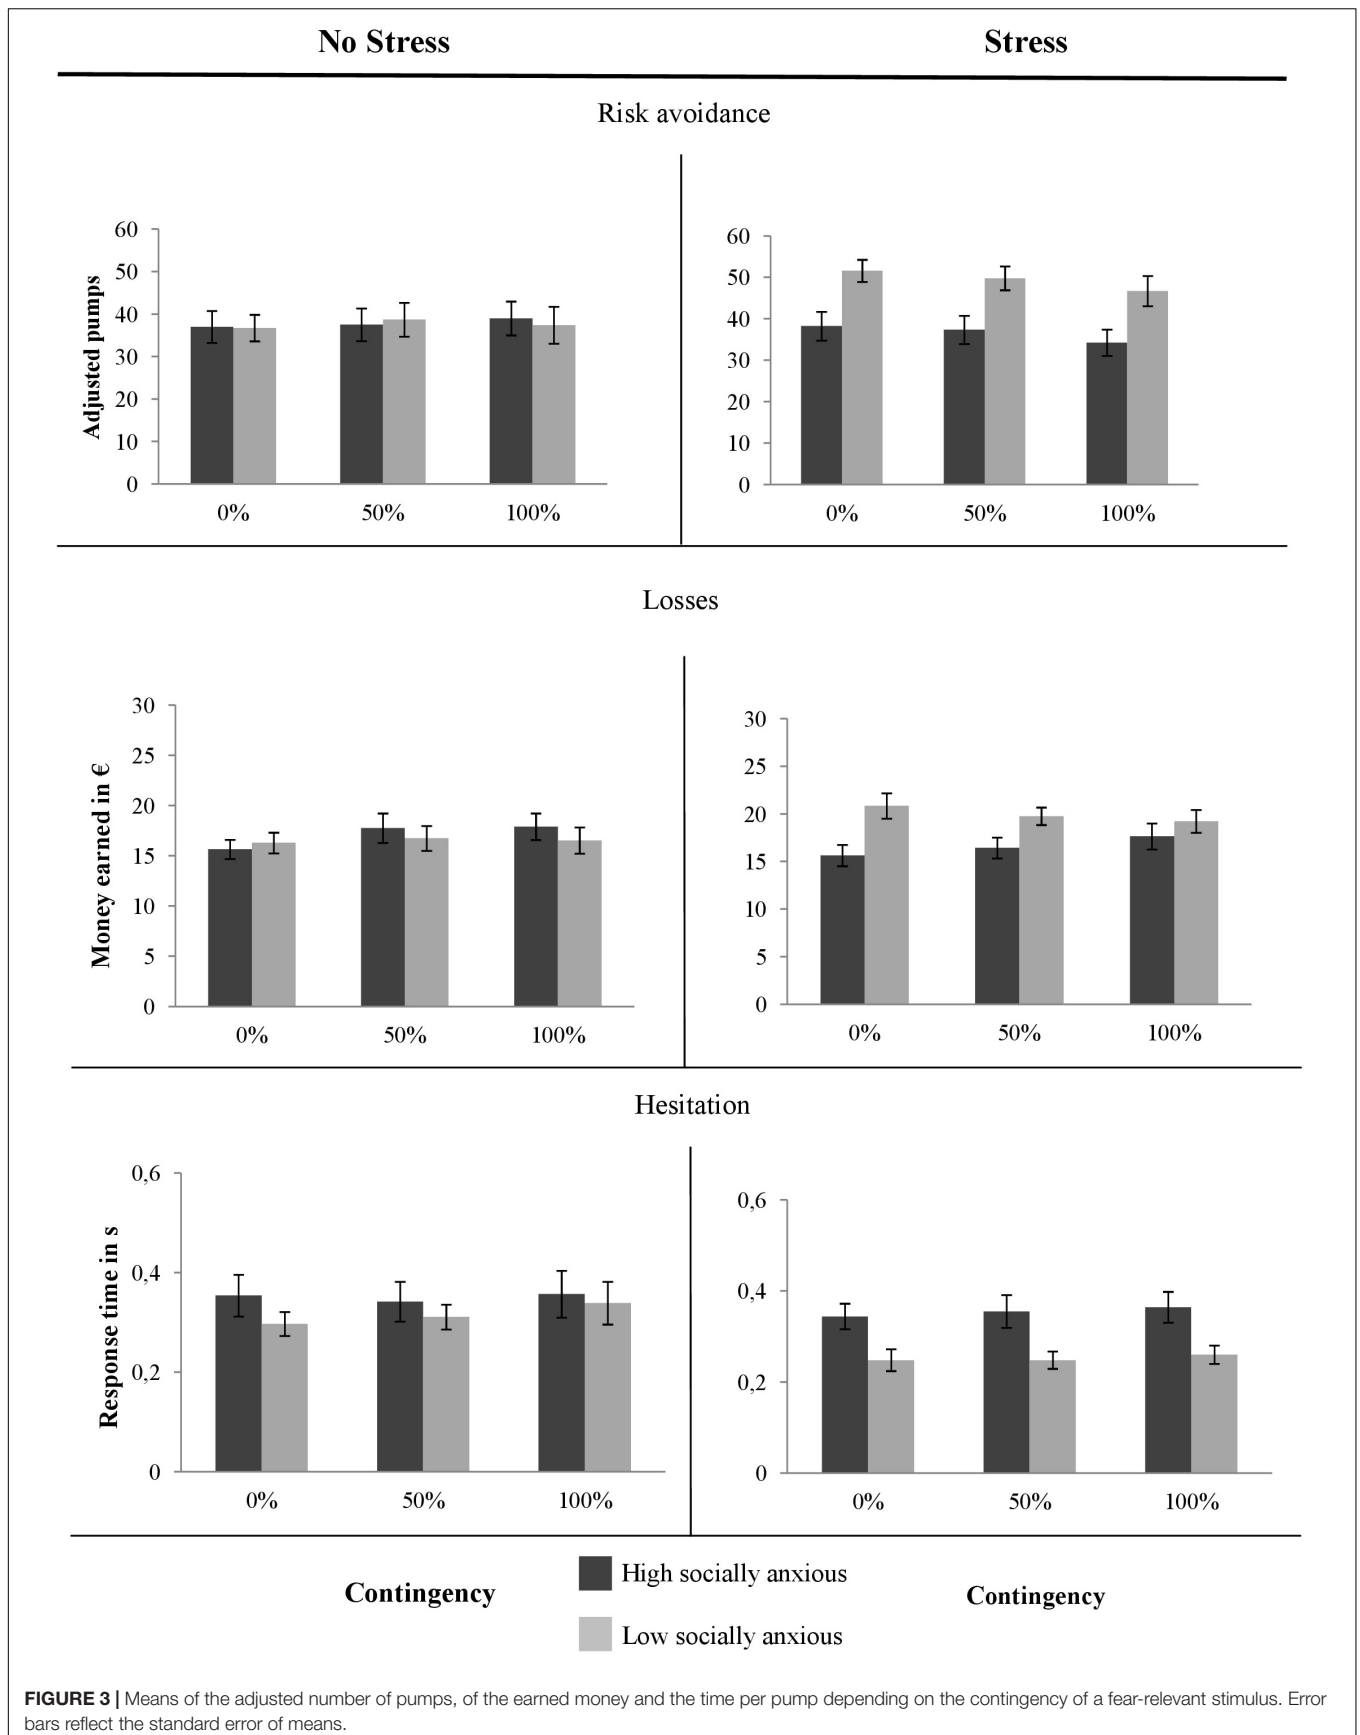 No Stress Stress
Risk avoidance
Adjusted pumps
60
50
40
30
20
10
0
0% 50% 100%
60
50
40
30
20
10
0
0% 50% 100%
Losses
Money earned in €
30
25
20
15
10
5
0
0% 50% 100%
30
25
20
15
10
5
0
0% 50% 100%
Hesitation
Response time in s
0,6
0,4
0,2
0
0% 50% 100%
0,6
0,4
0,2
0
0% 50% 100%
Contingency
High socially anxious
Low socially anxious
Contingency
FIGURE 3 | Means of the adjusted number of pumps, of the earned money and the time per pump depending on the contingency of a fear-relevant stimulus. Error
bars reflect the standard error of means.